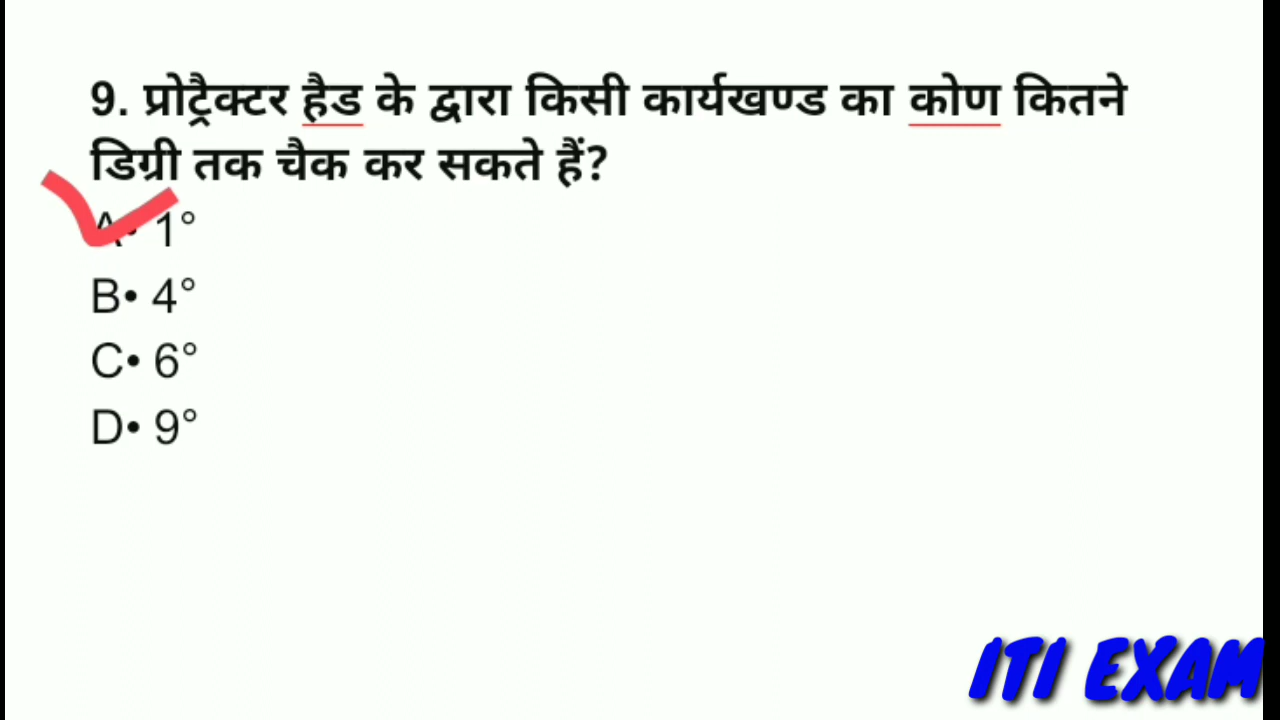 9. प्रोट्रैक्टर हैड के द्वारा किसी कार्यखण्ड का कोण कितने
डिग्री तक चैक कर सकते हैं?
A• 1°
B• 4°
C• 6°
D• 9°
ITI EXAM